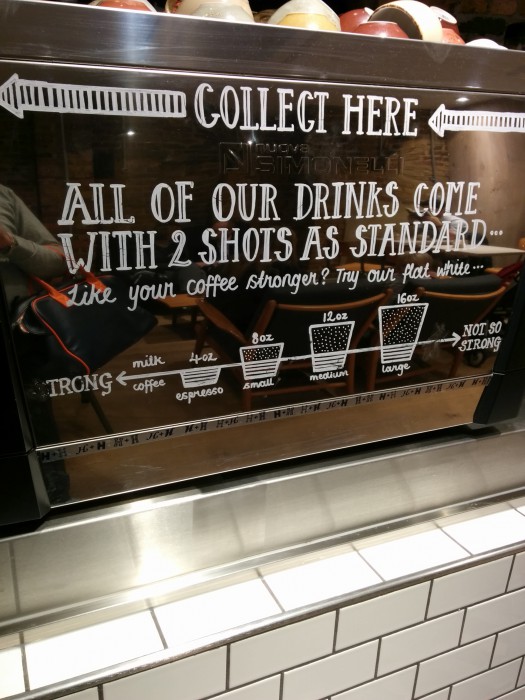 COLLECT HERE
nuova
SIMONELLI
ALL OF OUR DRINKS COME
WITH 2 SHOTS AS STANDARD...
Like your coffee stronger? Try our flat white...
16oz
12oz
8oz
4oz
milk
coffee
TRONG
espresso
small
medium
large
NOT SO
STRONG